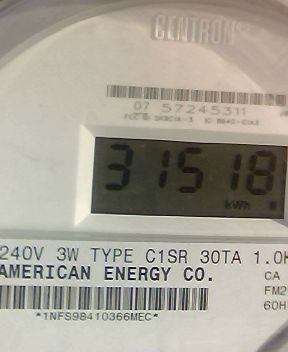 CENTRON®
07 57245311
31518
kWh
240V 3W TYPE C1SR 30TA 1.0K
AMERICAN ENERGY CO.
CA
FM2
60H
*1NFS98410366MEC*